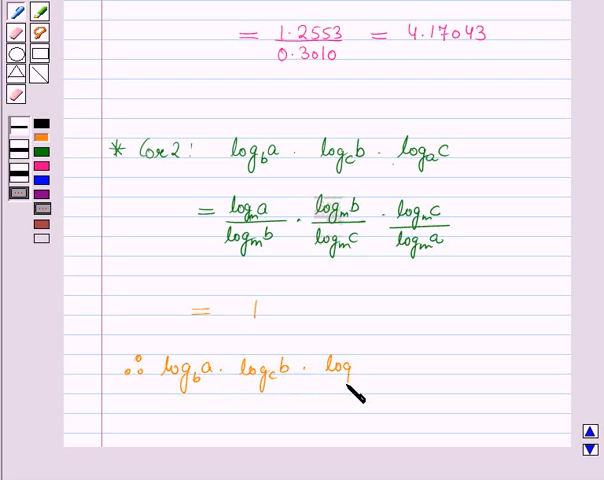 = 1.2553 / 0.3010 = 4.17043
* Cor 2: log_b a · log_c b · log_a c
= log_m a / log_m b · log_m b / log_m c · log_m c / log_m a
= 1
∴ log_b a · log_c b · log